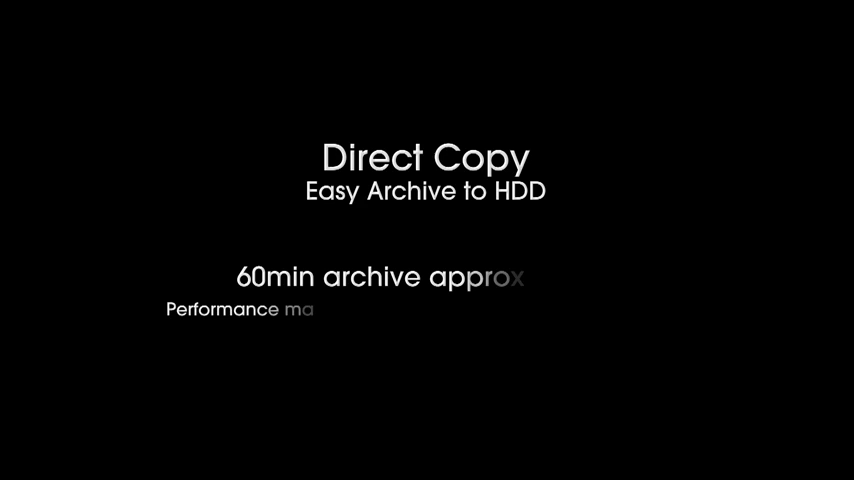 Direct Copy
Easy Archive to HDD
60min archive approx
Performance ma